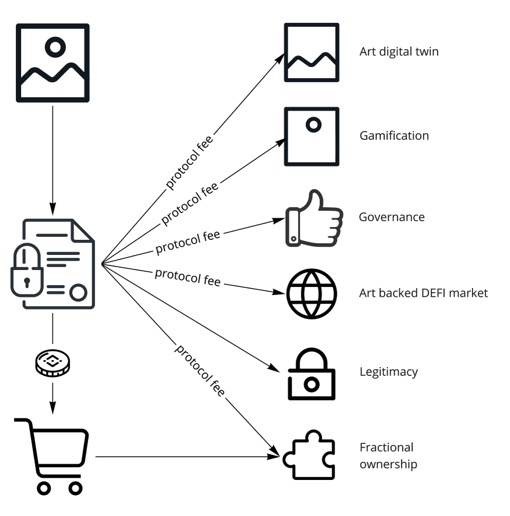 Art digital twin
protocol fee
Gamification
protocol fee
Governance
protocol fee
Art backed DEFI market
protocol fee
Legitimacy
protocol fee
Fractional
ownership